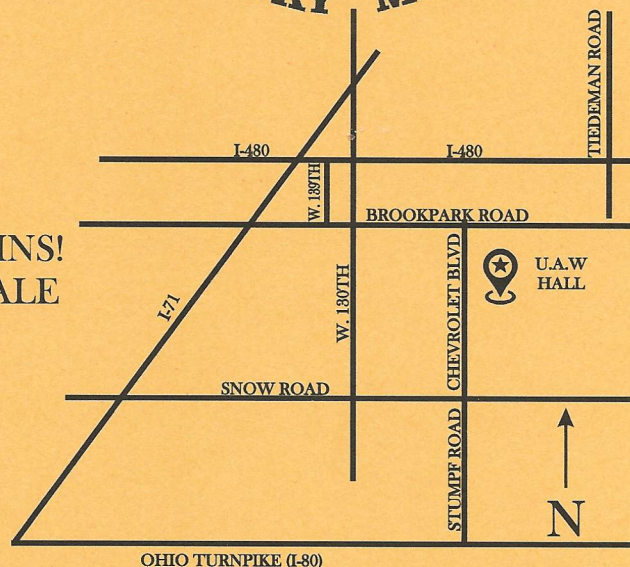 TIEDEMAN ROAD
I-480
I-480
W. 139TH
BROOKPARK ROAD
INS!
ALE
U.A.W
HALL
I-71
W. 130TH
CHEVROLET BLVD
SNOW ROAD
STUMPF ROAD
N
OHIO TURNPIKE (I-80)